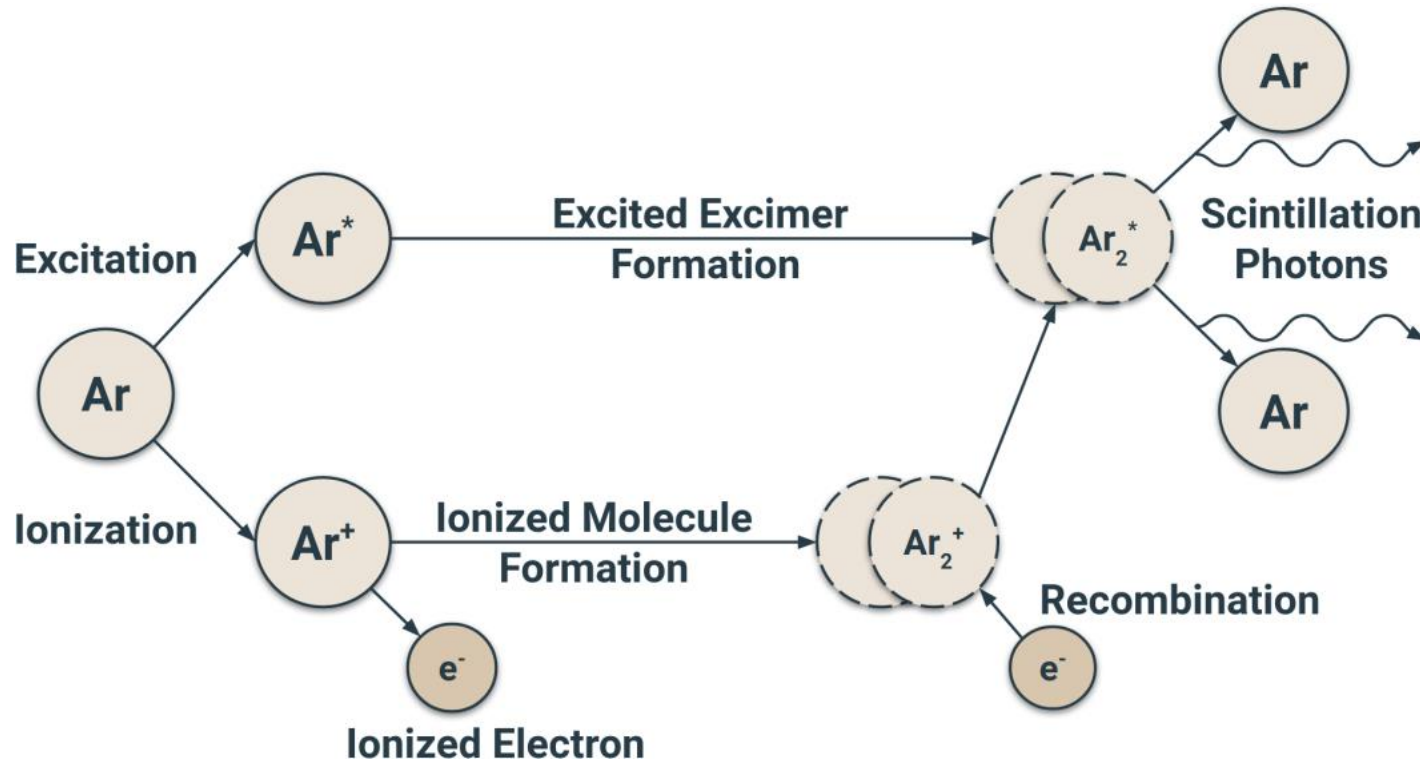 Ar
Excitation
Ar*
Excited Excimer
Formation
Ar₂*
Scintillation
Photons
Ar
Ar
Ionization
Ar⁺
Ionized Molecule
Formation
Ar₂⁺
Recombination
e⁻
e⁻
Ionized Electron